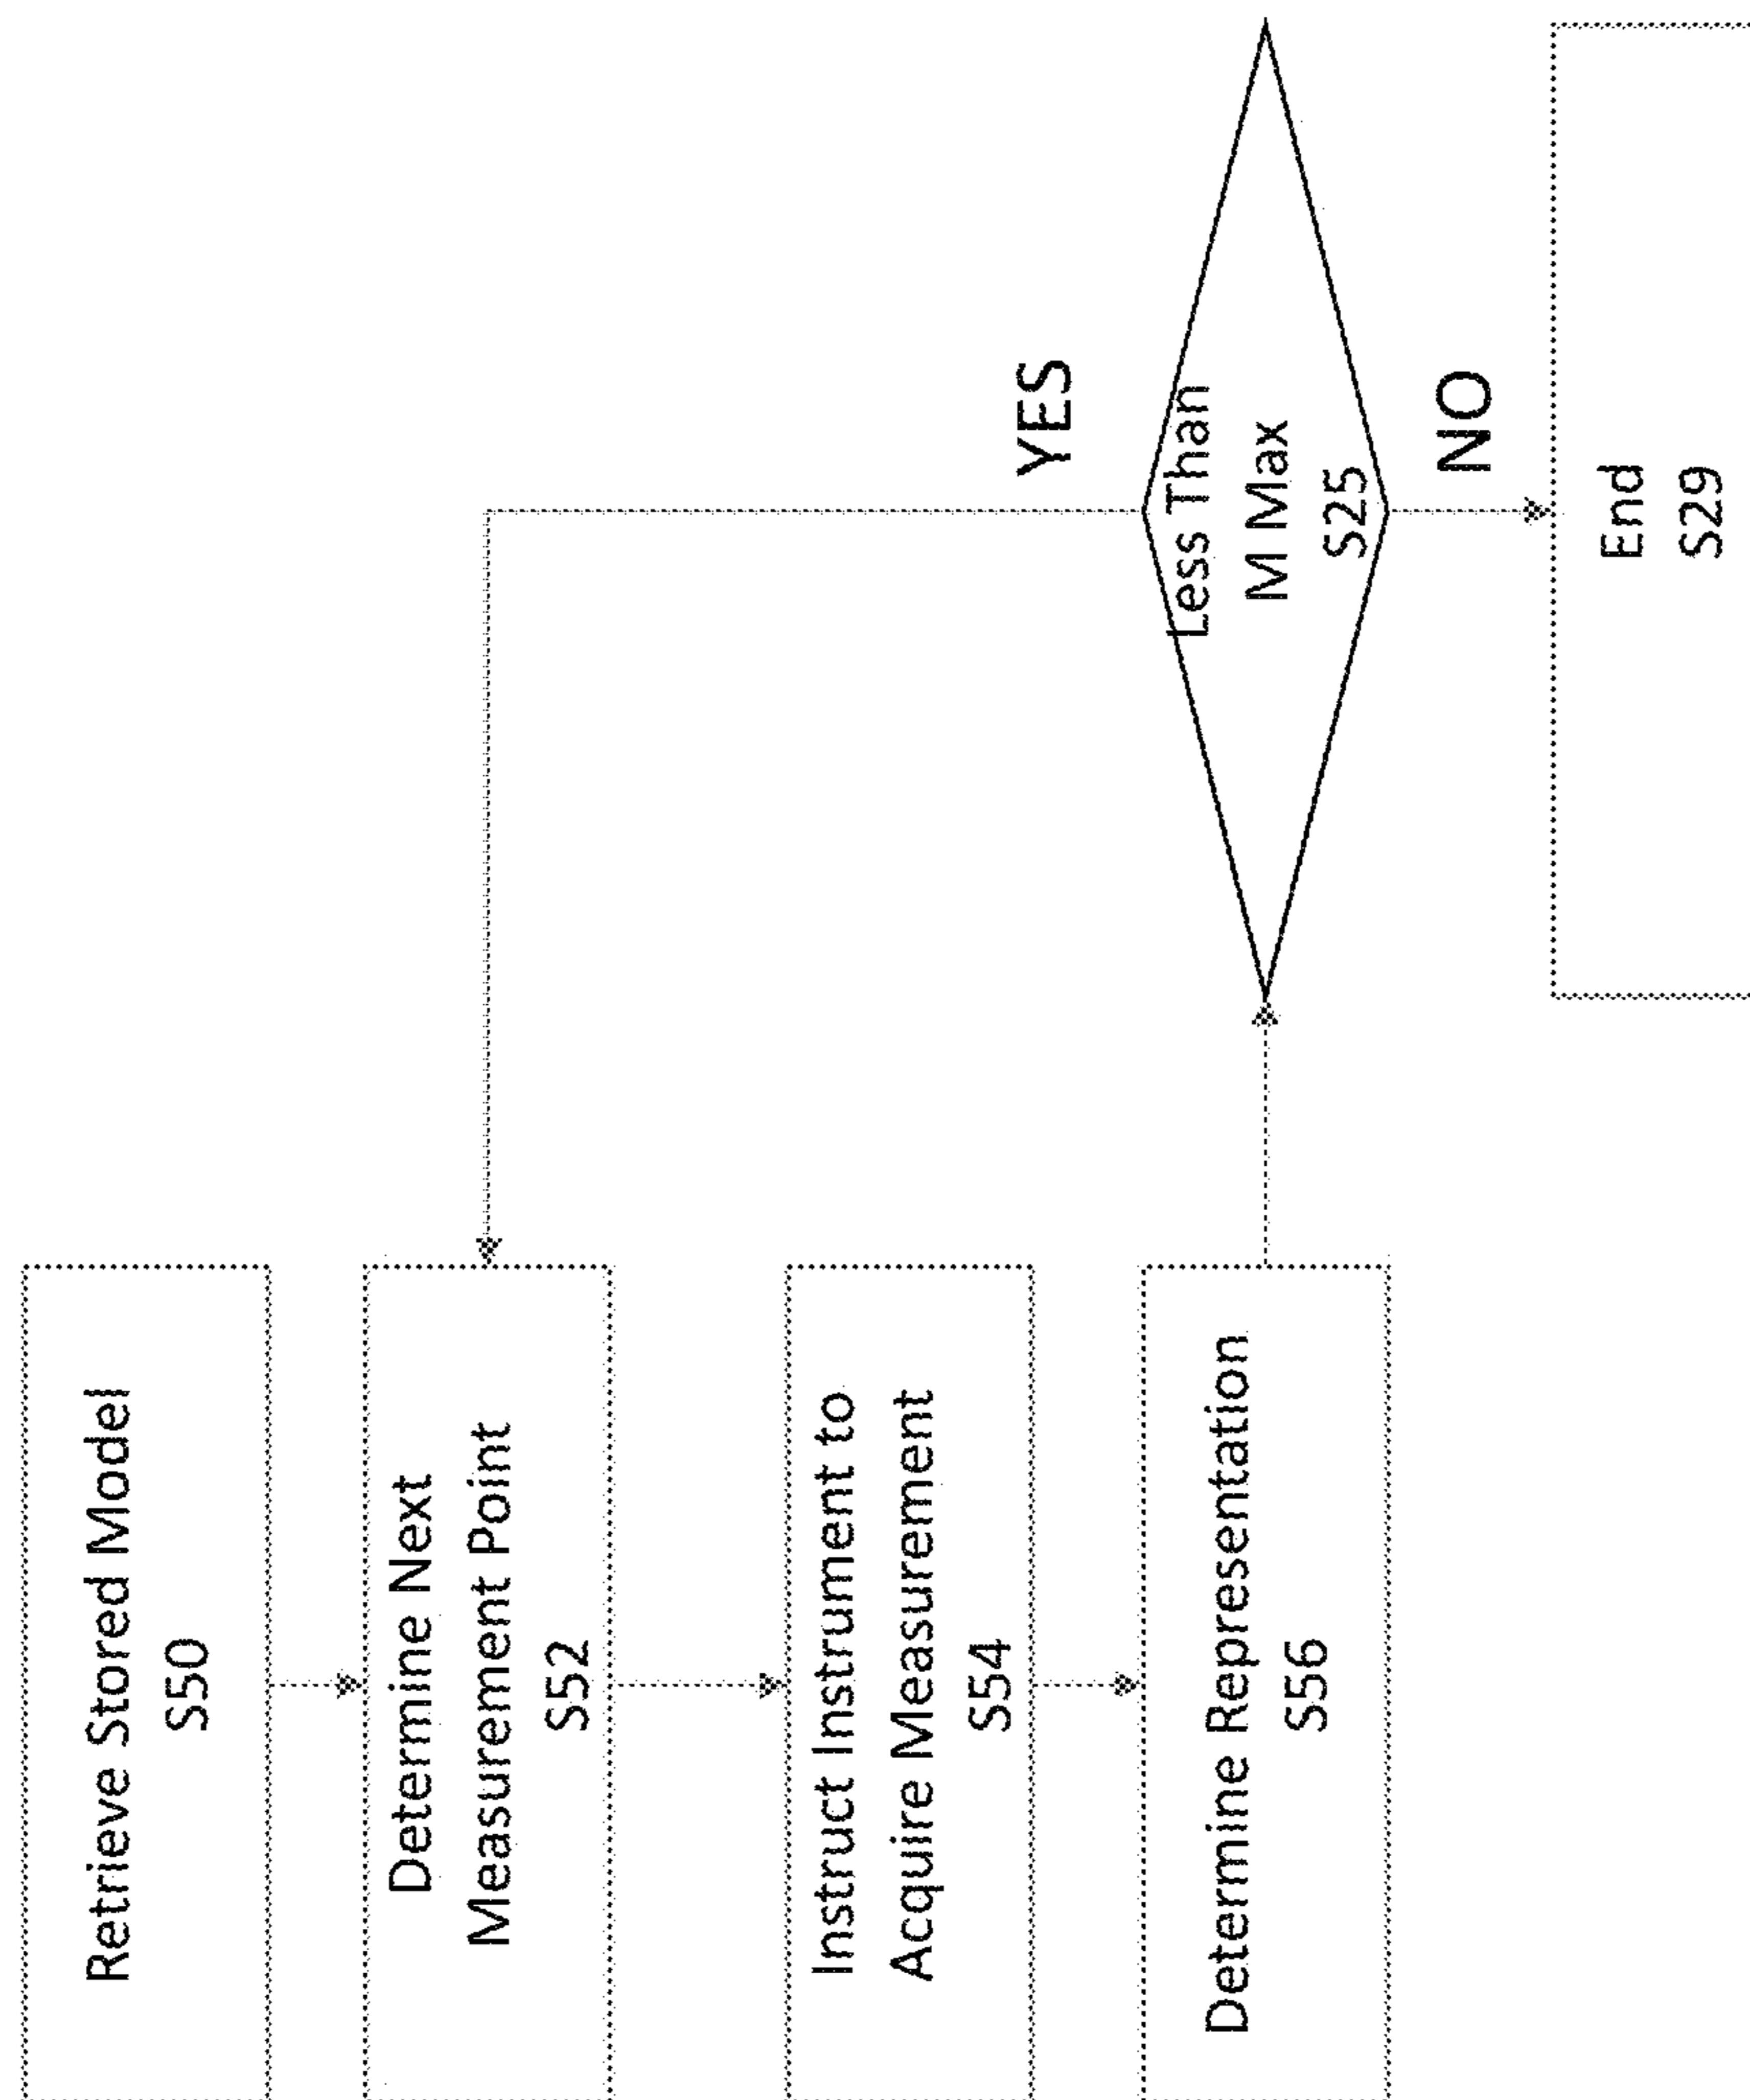 Retrieve Stored Model
S50
Determine Next
Measurement Point
S52
Instruct Instrument to
Acquire Measurement
S54
Determine Representation
S56
YES
Less Than
M Max
S25
NO
End
S29